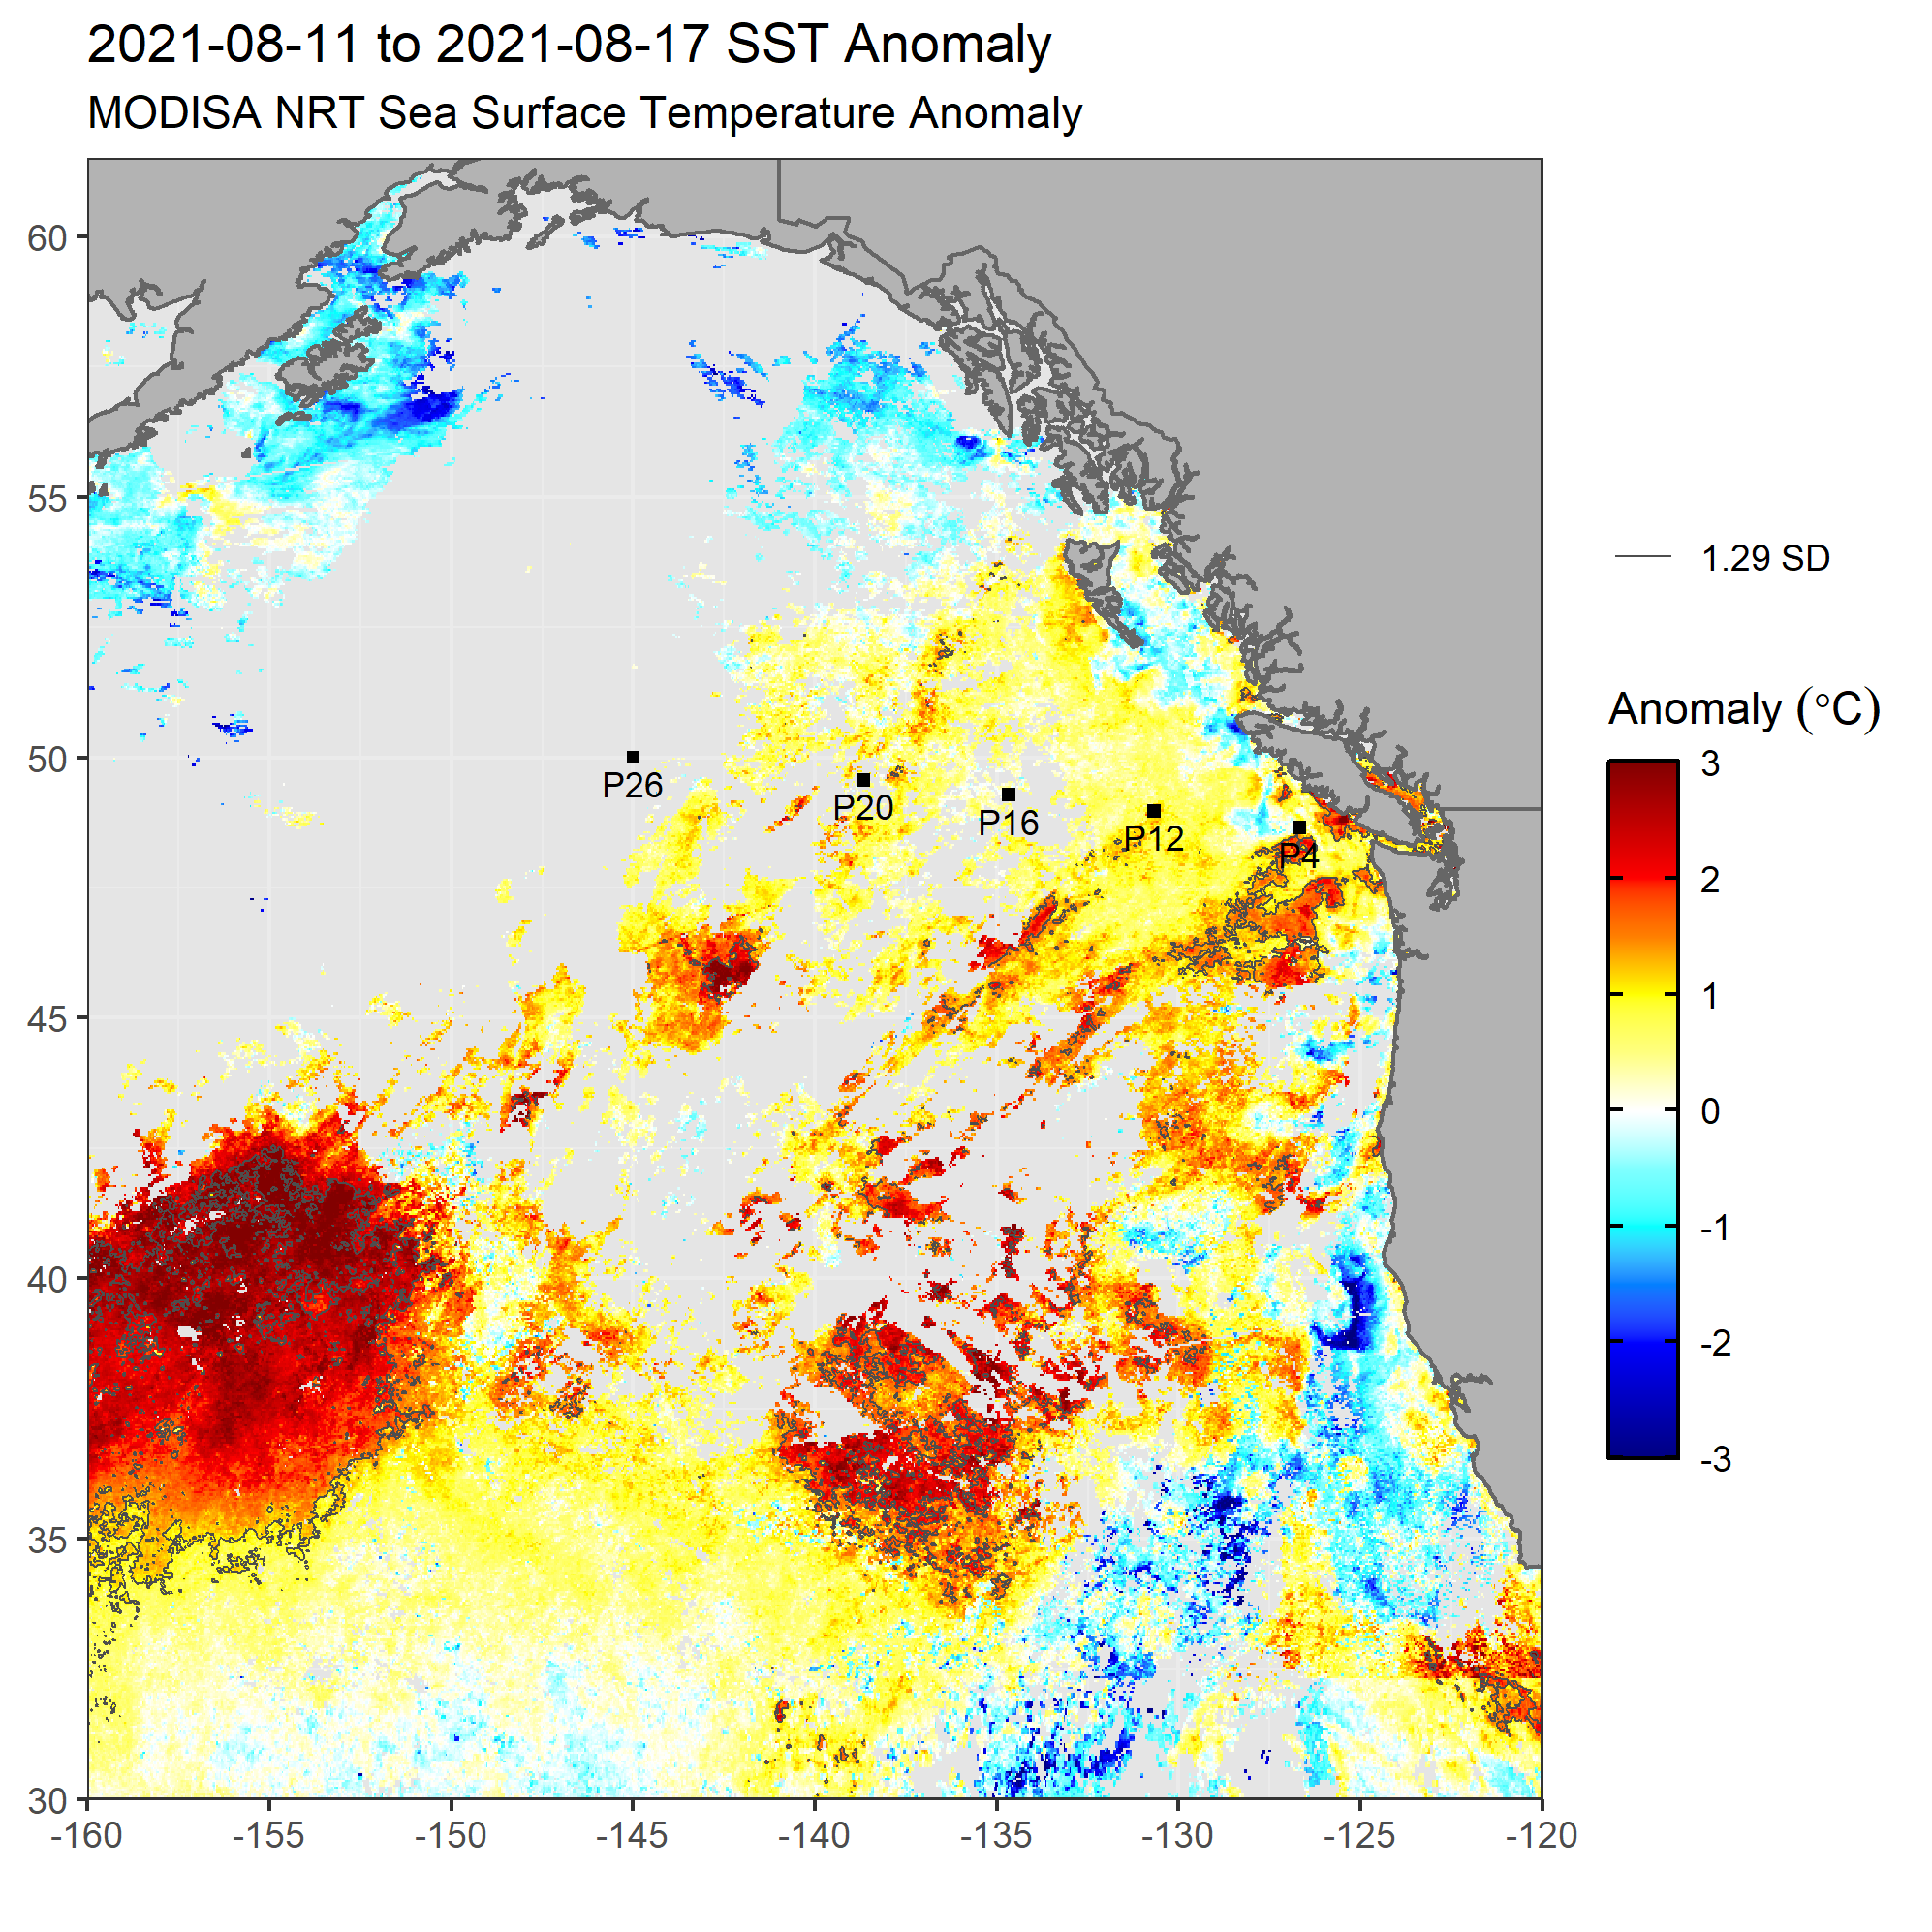 2021-08-11 to 2021-08-17 SST Anomaly
MODISA NRT Sea Surface Temperature Anomaly
60
55
50
45
40
35
30
-160
-155
-150
-145
-140
-135
-130
-125
-120
P26
P20
P16
P12
P4
1.29 SD
Anomaly (°C)
3
2
1
0
-1
-2
-3